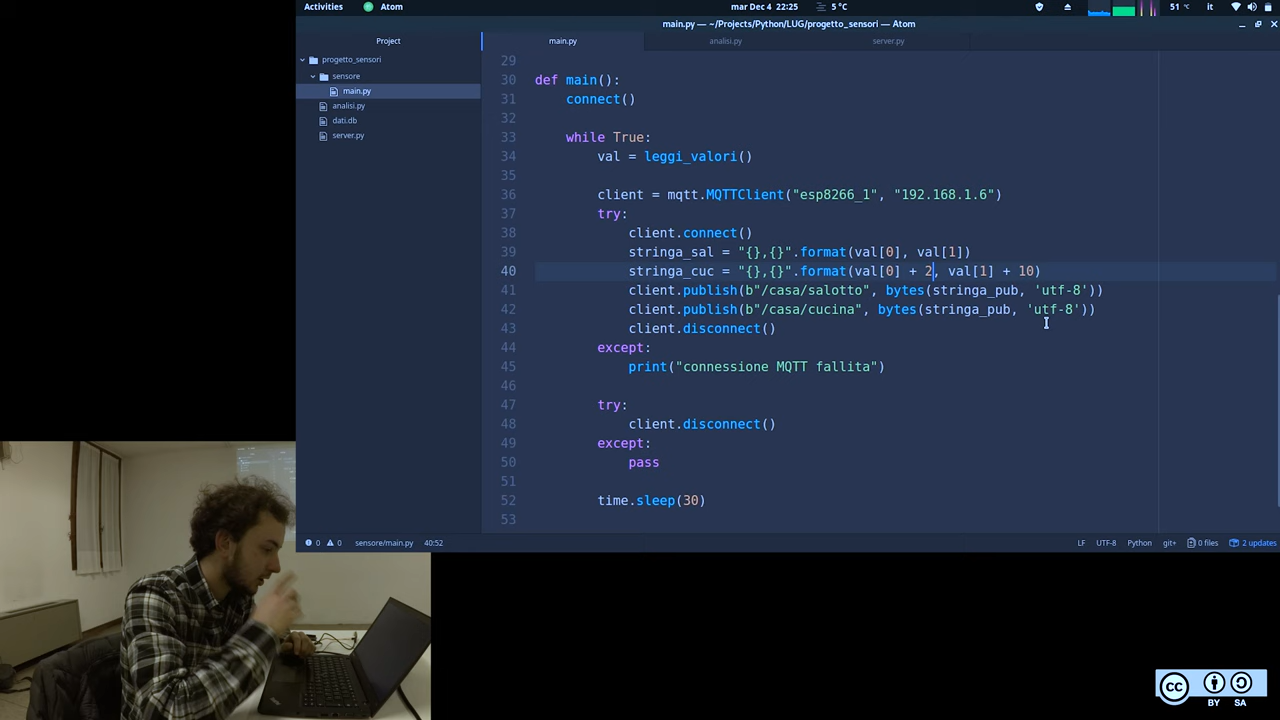 Activities
Atom
mar Dec 4 22:25
5 °C
51 °C
it
main.py — ~/Projects/Python/LUG/progetto_sensori — Atom
Project
main.py
analisi.py
server.py
progetto_sensori
sensore
main.py
analisi.py
dati.db
server.py
29
30 def main():
31 connect()
32
33 while True:
34 val = leggi_valori()
35
36 client = mqtt.MQTTClient("esp8266_1", "192.168.1.6")
37 try:
38 client.connect()
39 stringa_sal = "{},{}".format(val[0], val[1])
40 stringa_cuc = "{},{}".format(val[0] + 2, val[1] + 10)
41 client.publish(b"/casa/salotto", bytes(stringa_pub, 'utf-8'))
42 client.publish(b"/casa/cucina", bytes(stringa_pub, 'utf-8'))
43 client.disconnect()
44 except:
45 print("connessione MQTT fallita")
46
47 try:
48 client.disconnect()
49 except:
50 pass
51
52 time.sleep(30)
53
0 0 sensore/main.py 40:52
LF UTF-8 Python git+ 0 files 2 updates
cc
BY SA